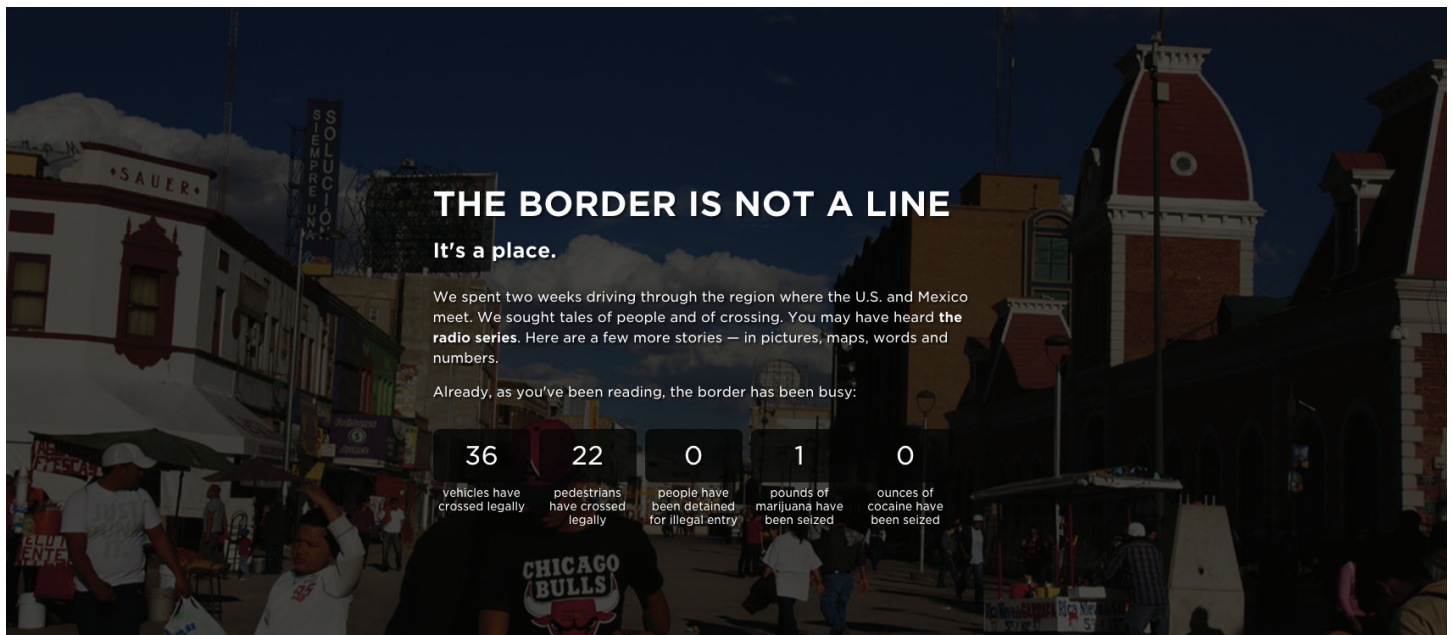 SAUER
SIEMPRE UNA
SOLUCIÓN
THE BORDER IS NOT A LINE
It's a place.
We spent two weeks driving through the region where the U.S. and Mexico
meet. We sought tales of people and of crossing. You may have heard the
radio series. Here are a few more stories — in pictures, maps, words and
numbers.
Already, as you've been reading, the border has been busy:
36
vehicles have
crossed legally
22
pedestrians
have crossed
legally
0
people have
been detained
for illegal entry
1
pounds of
marijuana have
been seized
0
ounces of
cocaine have
been seized
CHICAGO
BULLS